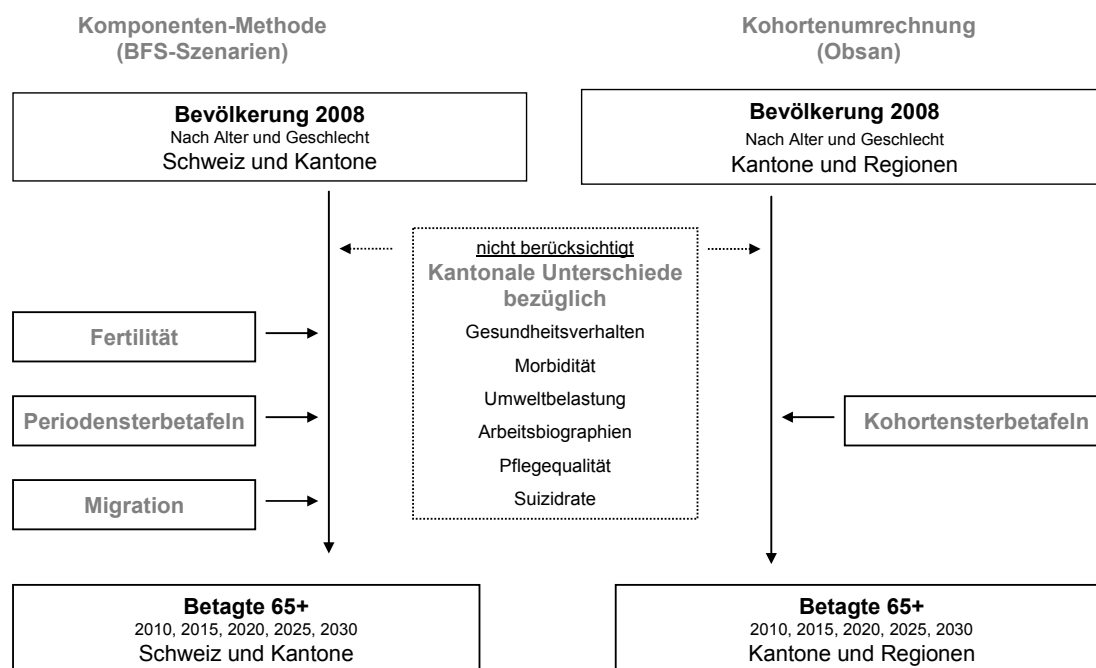 Komponenten-Methode
(BFS-Szenarien)
Kohortenumrechnung
(Obsan)
Bevölkerung 2008
Nach Alter und Geschlecht
Schweiz und Kantone
Bevölkerung 2008
Nach Alter und Geschlecht
Kantone und Regionen
nicht berücksichtigt
Kantonale Unterschiede
bezüglich
Gesundheitsverhalten
Morbidität
Umweltbelastung
Arbeitsbiographien
Pflegequalität
Suizidrate
Fertilität
Periodensterbetafeln
Migration
Kohortensterbetafeln
Betagte 65+
2010, 2015, 2020, 2025, 2030
Schweiz und Kantone
Betagte 65+
2010, 2015, 2020, 2025, 2030
Kantone und Regionen